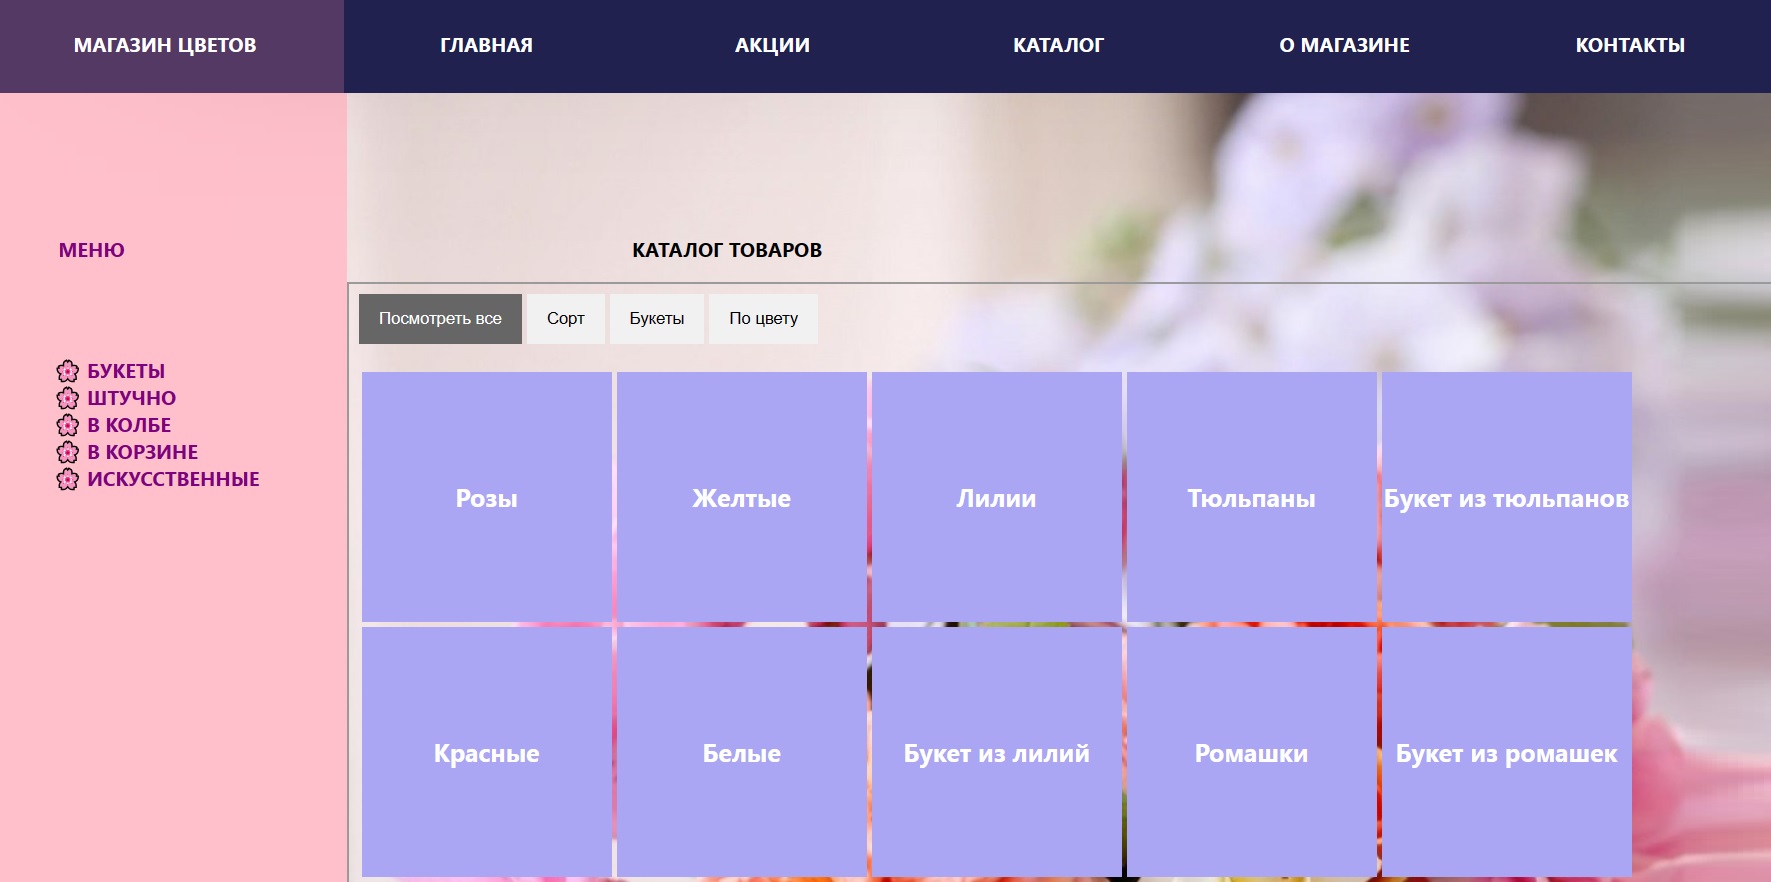 МАГАЗИН ЦВЕТОВ
ГЛАВНАЯ
АКЦИИ
КАТАЛОГ
О МАГАЗИНЕ
КОНТАКТЫ
МЕНЮ
БУКЕТЫ
ШТУЧНО
В КОЛБЕ
В КОРЗИНЕ
ИСКУССТВЕННЫЕ
КАТАЛОГ ТОВАРОВ
Посмотреть все
Сорт
Букеты
По цвету
Розы
Желтые
Лилии
Тюльпаны
Букет из тюльпанов
Красные
Белые
Букет из лилий
Ромашки
Букет из ромашек